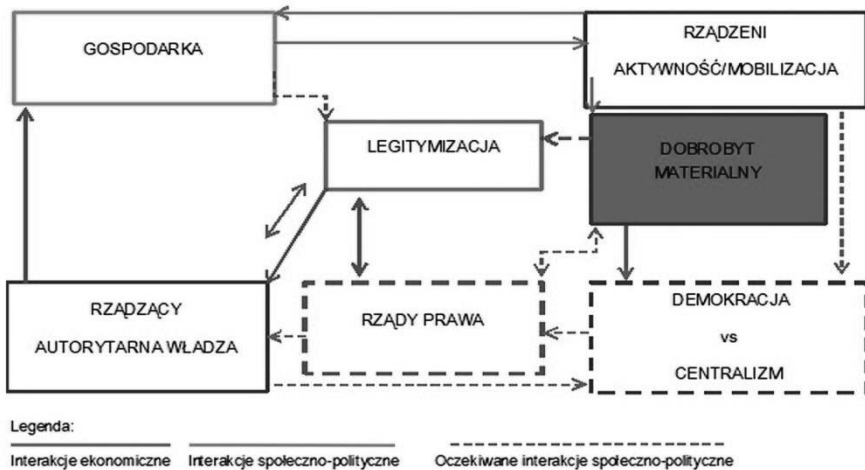 GOSPODARKA
RZĄDZENI
AKTYWNOŚĆ/MOBILIZACJA
LEGITYMIZACJA
DOBROBYT
MATERIALNY
RZĄDZĄCY
AUTORYTARNA WŁADZA
RZĄDY PRAWA
DEMOKRACJA
vs
CENTRALIZM
Legenda:
Interakcje ekonomiczne Interakcje społeczno-polityczne Oczekiwane interakcje społeczno-polityczne